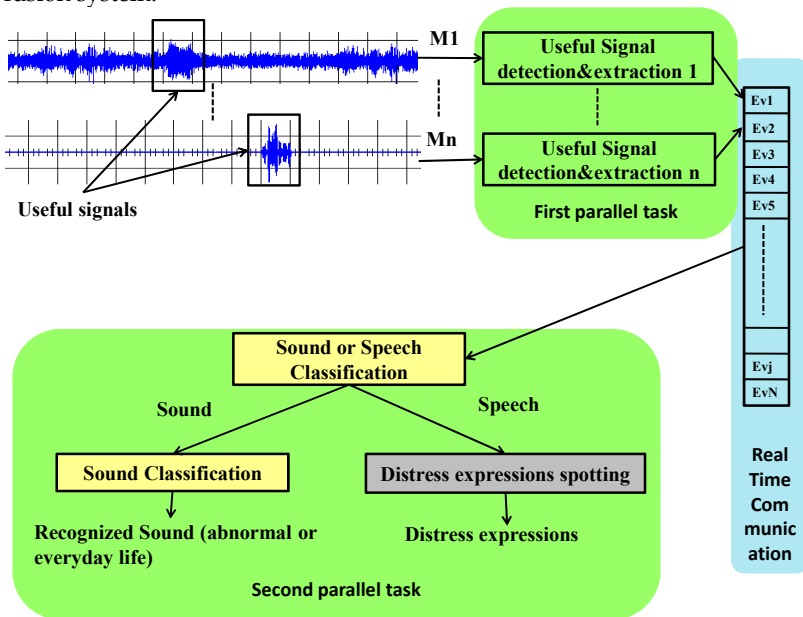 fusion system.
M1
Useful Signal
detection&extraction 1
Mn
Useful Signal
detection&extraction n
Useful signals
First parallel task
Ev1
Ev2
Ev3
Ev4
Ev5
Evj
EvN
Real
Time
Com
munic
ation
Sound or Speech
Classification
Sound
Speech
Sound Classification
Distress expressions spotting
Recognized Sound (abnormal or
everyday life)
Distress expressions
Second parallel task